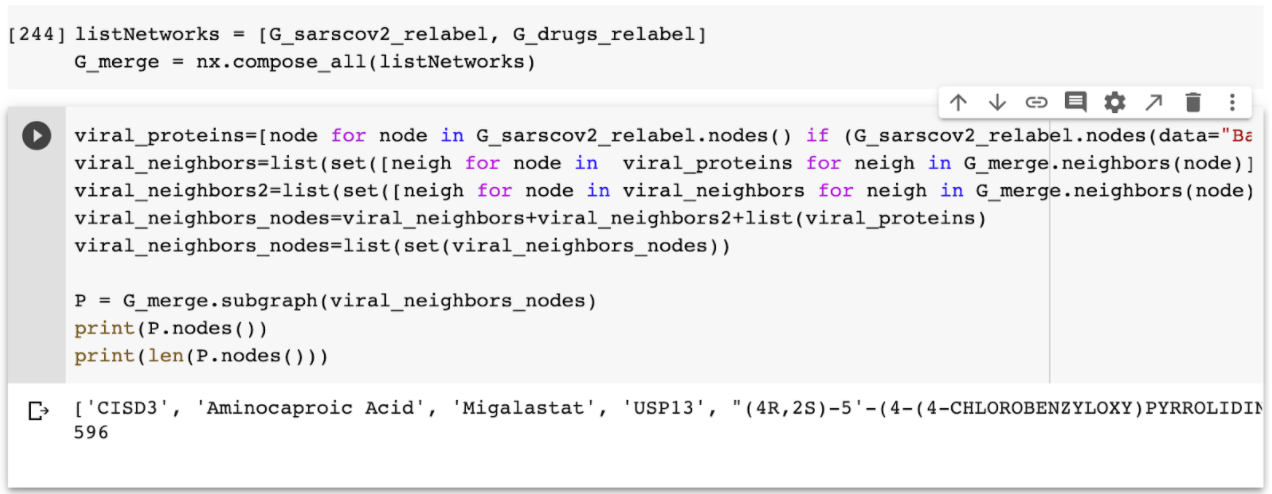 [244] listNetworks = [G_sarscov2_relabel, G_drugs_relabel]
G_merge = nx.compose_all(listNetworks)
viral_proteins=[node for node in G_sarscov2_relabel.nodes() if (G_sarscov2_relabel.nodes(data="Ba
viral_neighbors=list(set([neigh for node in  viral_proteins for neigh in G_merge.neighbors(node)]
viral_neighbors2=list(set([neigh for node in viral_neighbors for neigh in G_merge.neighbors(node)
viral_neighbors_nodes=viral_neighbors+viral_neighbors2+list(viral_proteins)
viral_neighbors_nodes=list(set(viral_neighbors_nodes))
P = G_merge.subgraph(viral_neighbors_nodes)
print(P.nodes())
print(len(P.nodes()))
['CISD3', 'Aminocaproic Acid', 'Migalastat', 'USP13', "(4R,2S)-5'-(4-(4-CHLOROBENZYLOXY)PYRROLIDIN
596